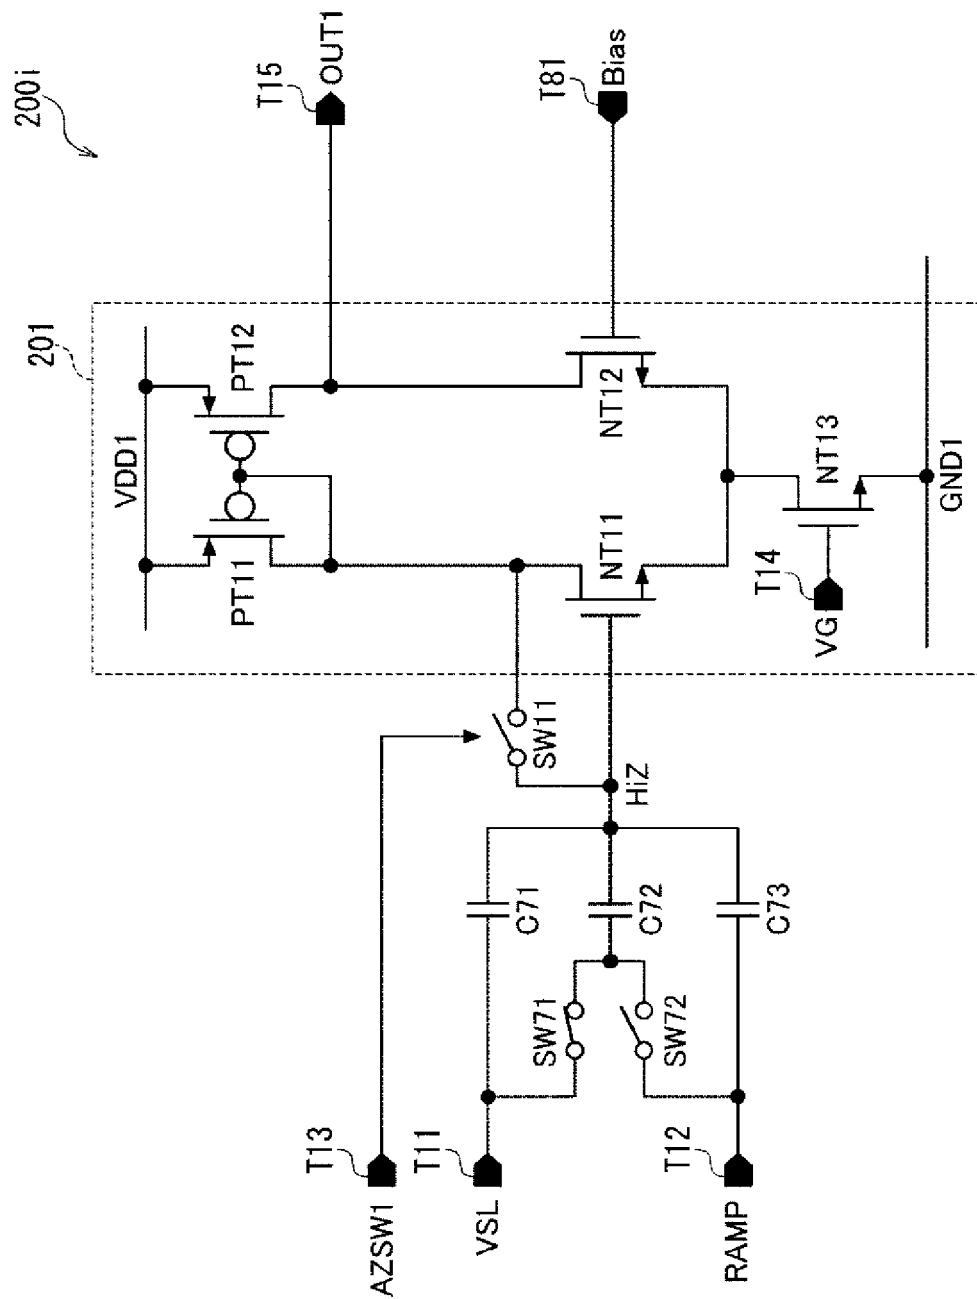 200i
201
VDD1
PT11
PT12
T15
OUT1
T13
AZSW1
SW11
T11
VSL
C71
SW71
C72
SW72
C73
HiZ
NT11
NT12
T81
Bias
T12
RAMP
T14
VG
NT13
GND1